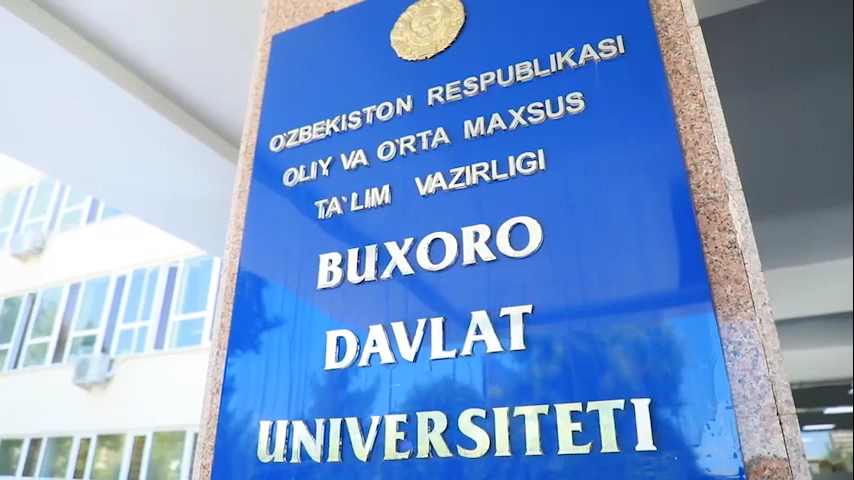 O'ZBEKISTON RESPUBLIKASI
OLIY VA O'RTA MAXSUS
TA`LIM VAZIRLIGI
BUXORO
DAVLAT
UNIVERSITETI